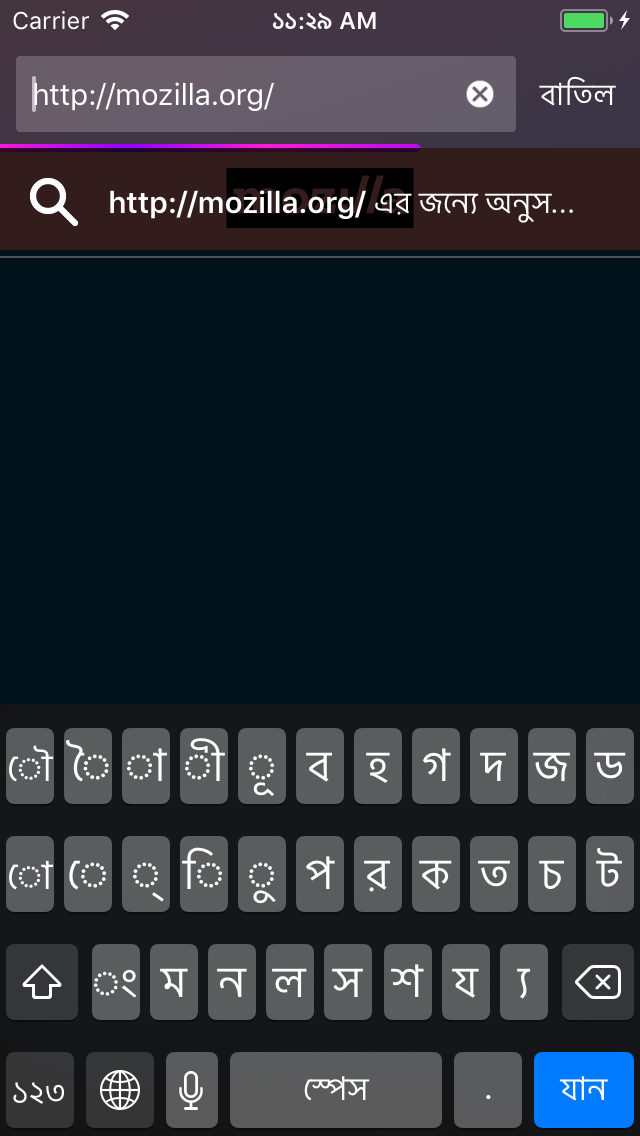 Carrier ১১:২৯ AM
http://mozilla.org/ বাতিল
http://mozilla.org/ এর জন্যে অনুস...
ৌ ৈ া ী ূ ব হ গ দ জ ড
ো ে ্ ি ু প র ক ত চ ট
ং ম ন ল স শ য ্য
১২৩ স্পেস . যান